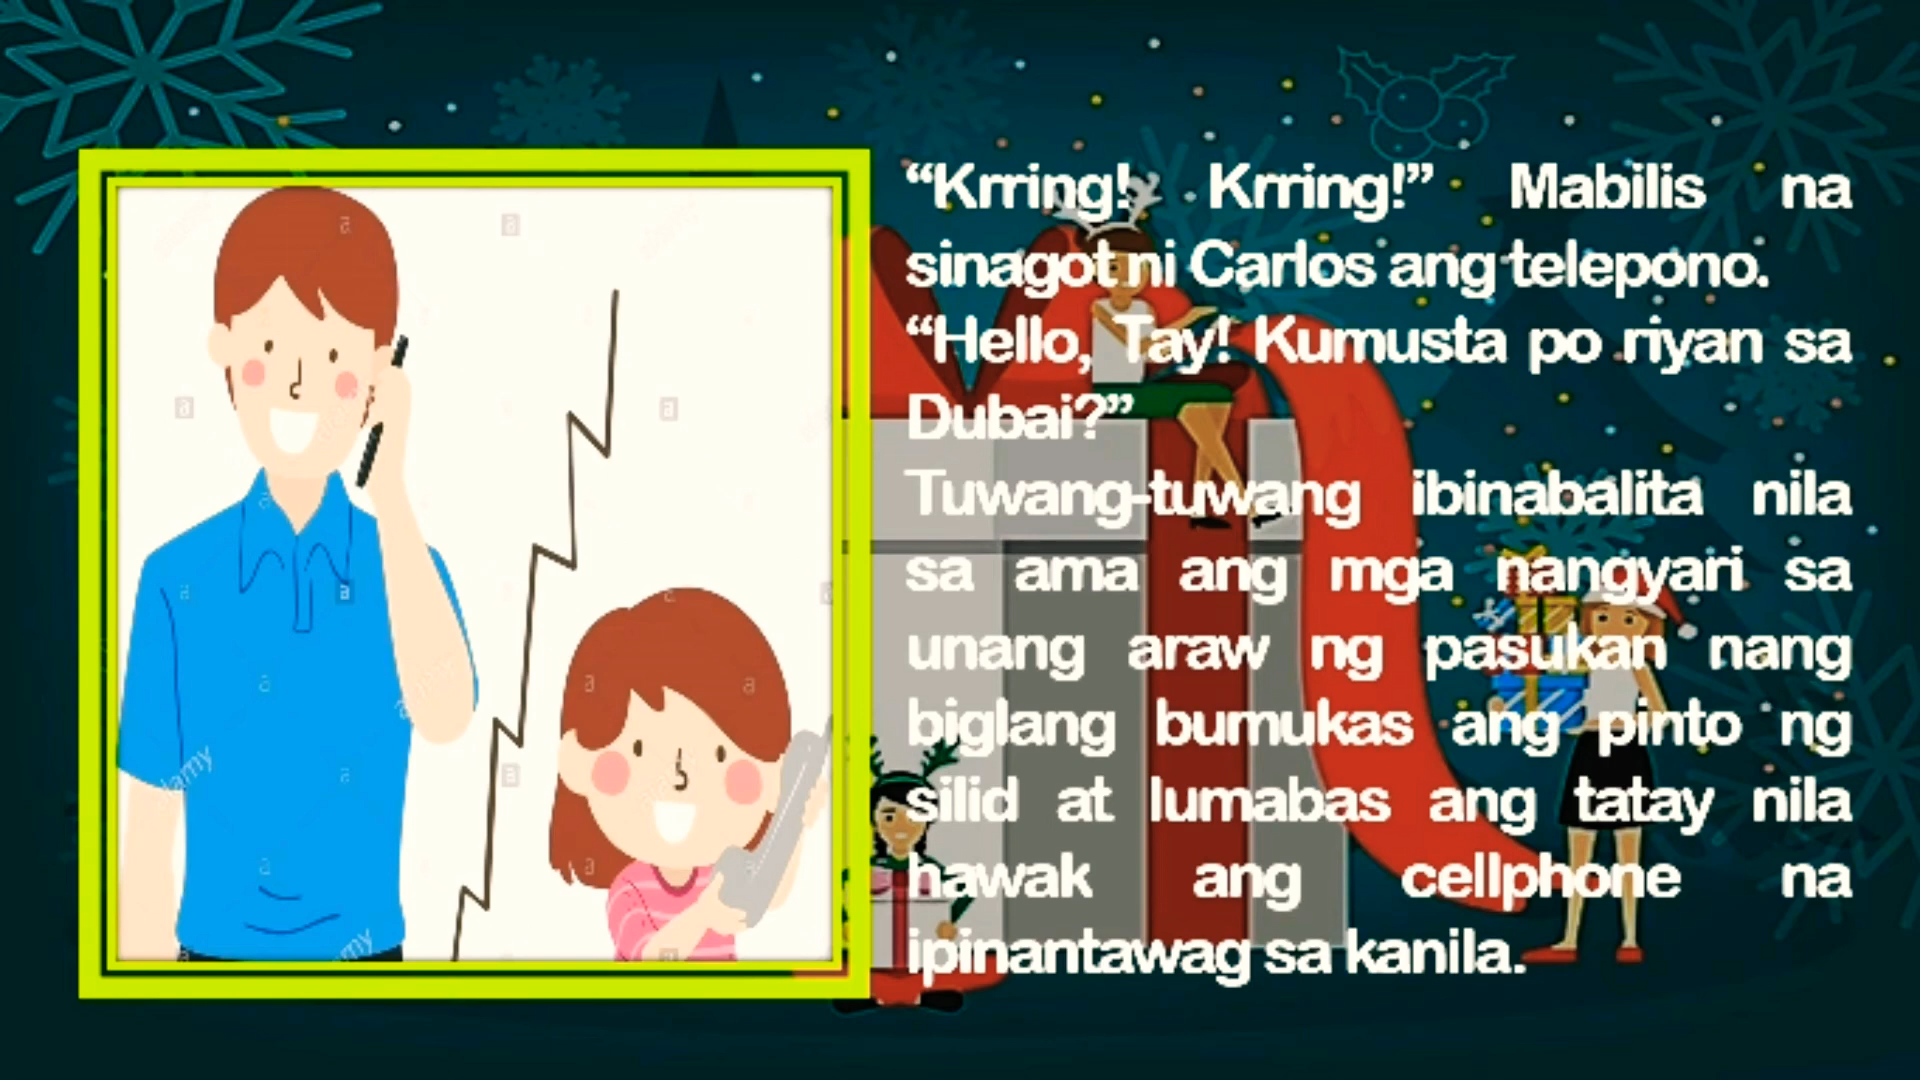 “Krring! Krring!” Mabilis na
sinagot ni Carlos ang telepono.
“Hello, Tay! Kumusta po riyan sa
Dubai?”
Tuwang-tuwang ibinabalita nila
sa ama ang mga nangyari sa
unang araw ng pasukan nang
biglang bumukas ang pinto ng
silid at lumabas ang tatay nila
hawak ang cellphone na
ipinantawag sa kanila.